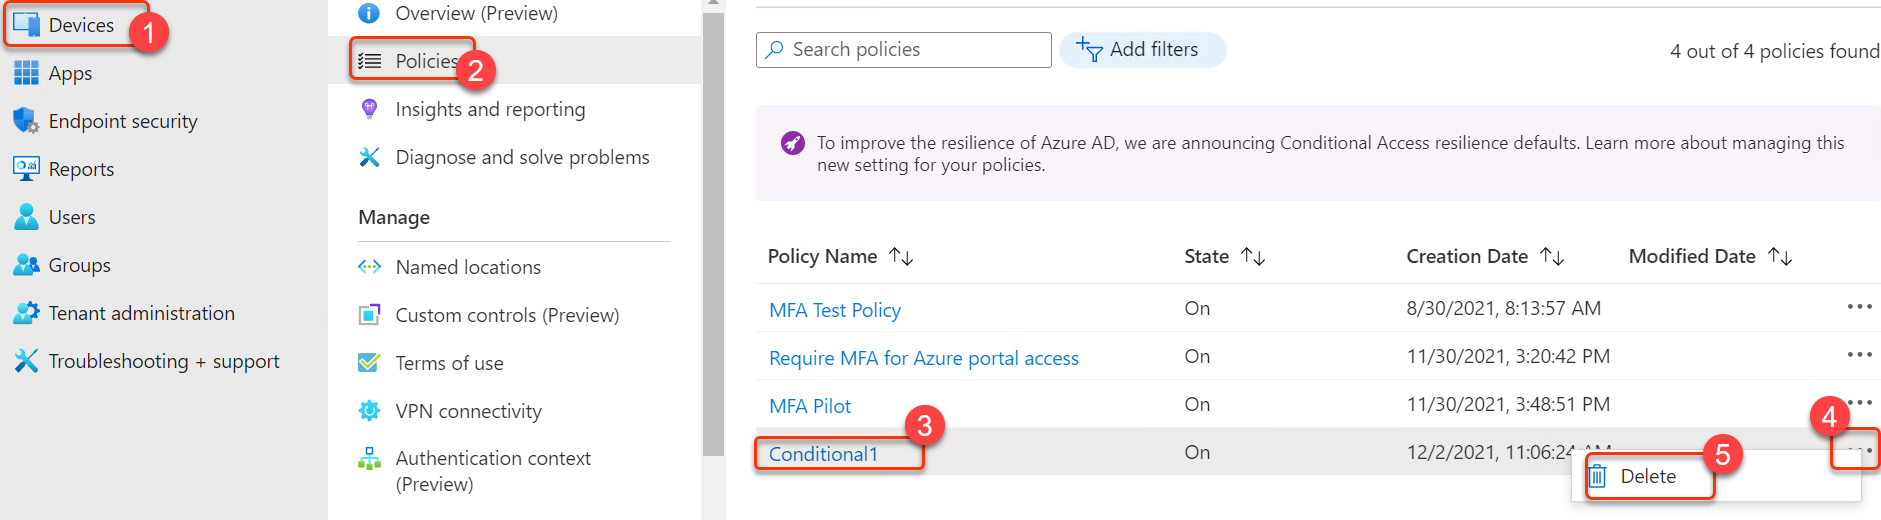 Devices
1
Apps
Endpoint security
Reports
Users
Groups
Tenant administration
Troubleshooting + support
Overview (Preview)
Policies
2
Insights and reporting
Diagnose and solve problems
Manage
Named locations
Custom controls (Preview)
Terms of use
VPN connectivity
Authentication context
(Preview)
Search policies
Add filters
4 out of 4 policies found
To improve the resilience of Azure AD, we are announcing Conditional Access resilience defaults. Learn more about managing this
new setting for your policies.
Policy Name State Creation Date Modified Date
MFA Test Policy On 8/30/2021, 8:13:57 AM
Require MFA for Azure portal access On 11/30/2021, 3:20:42 PM
MFA Pilot On 11/30/2021, 3:48:51 PM
3
4
Conditional1 On 12/2/2021, 11:06:24 AM
Delete
5